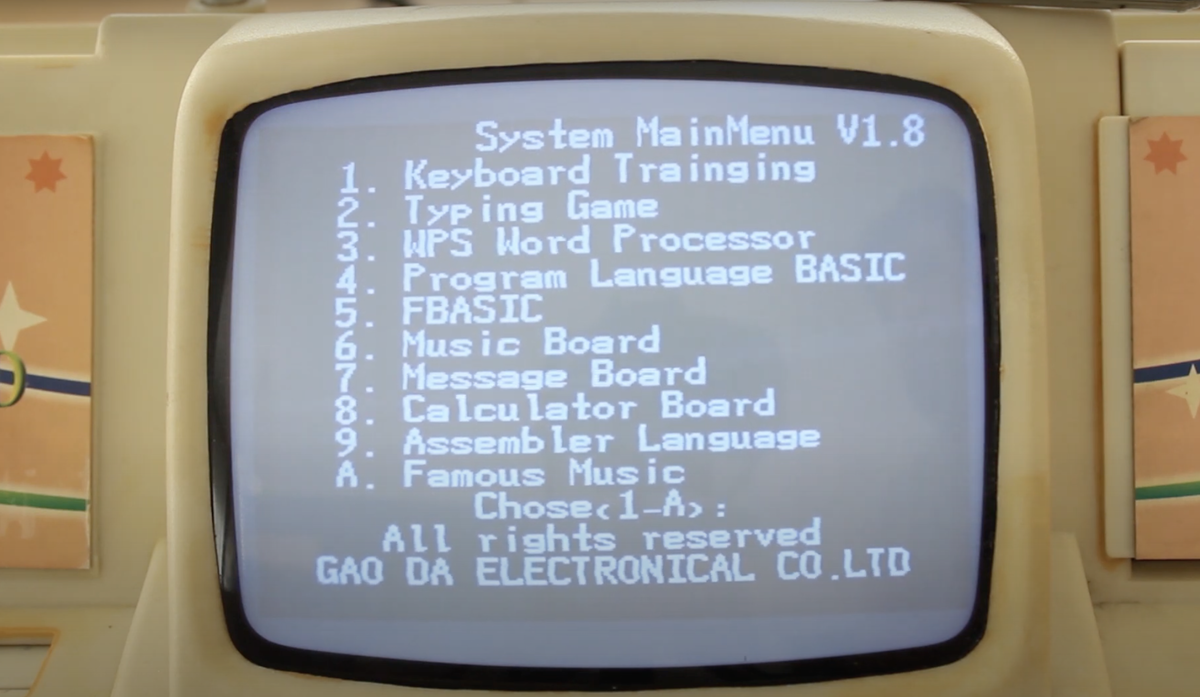 System MainMenu V1.8
1. Keyboard Trainging
2. Typing Game
3. WPS Word Processor
4. Program Language BASIC
5. FBASIC
6. Music Board
7. Message Board
8. Calculator Board
9. Assembler Language
A. Famous Music
Chose<1-A>:
All rights reserved
GAO DA ELECTRONICAL CO.LTD